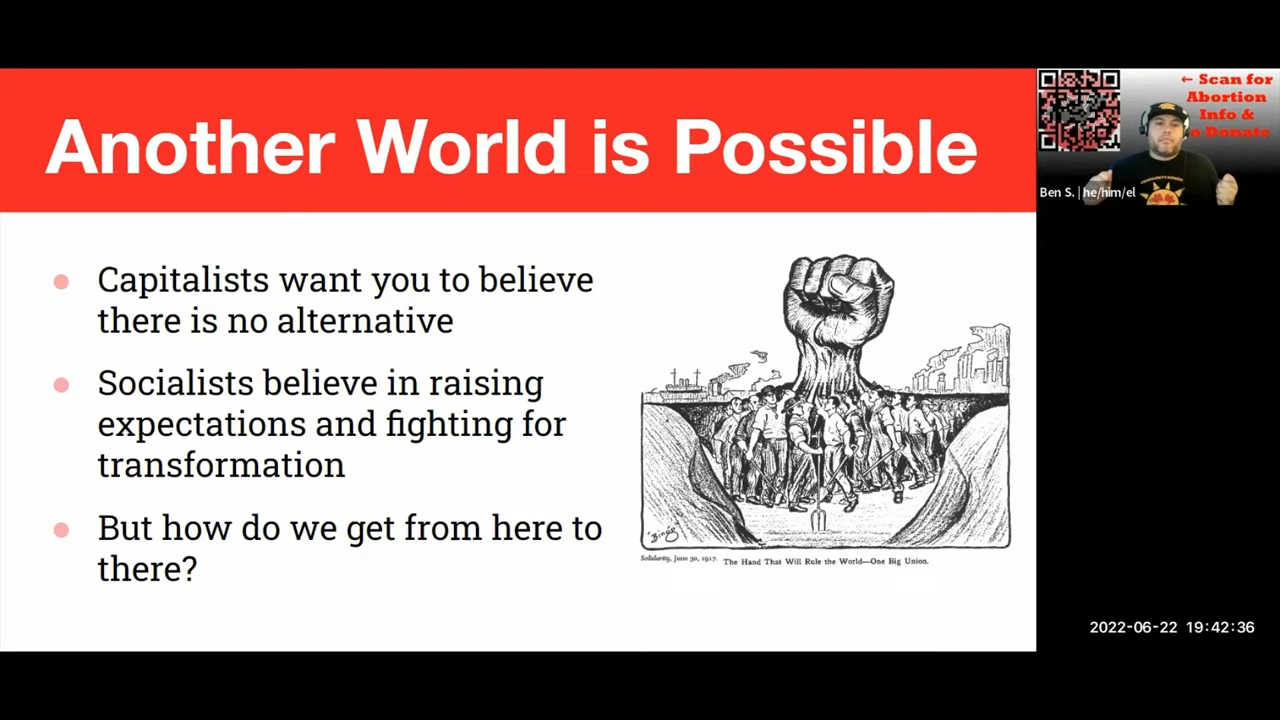 Another World is Possible
Capitalists want you to believe
there is no alternative
Socialists believe in raising
expectations and fighting for
transformation
But how do we get from here to
there?
"Bingo"
Solidarity, June 30, 1917.
The Hand That Will Rule the World—One Big Union.
← Scan for
Abortion
Info &
o Donate
Ben S. | he/him/el
2022-06-22 19:42:36